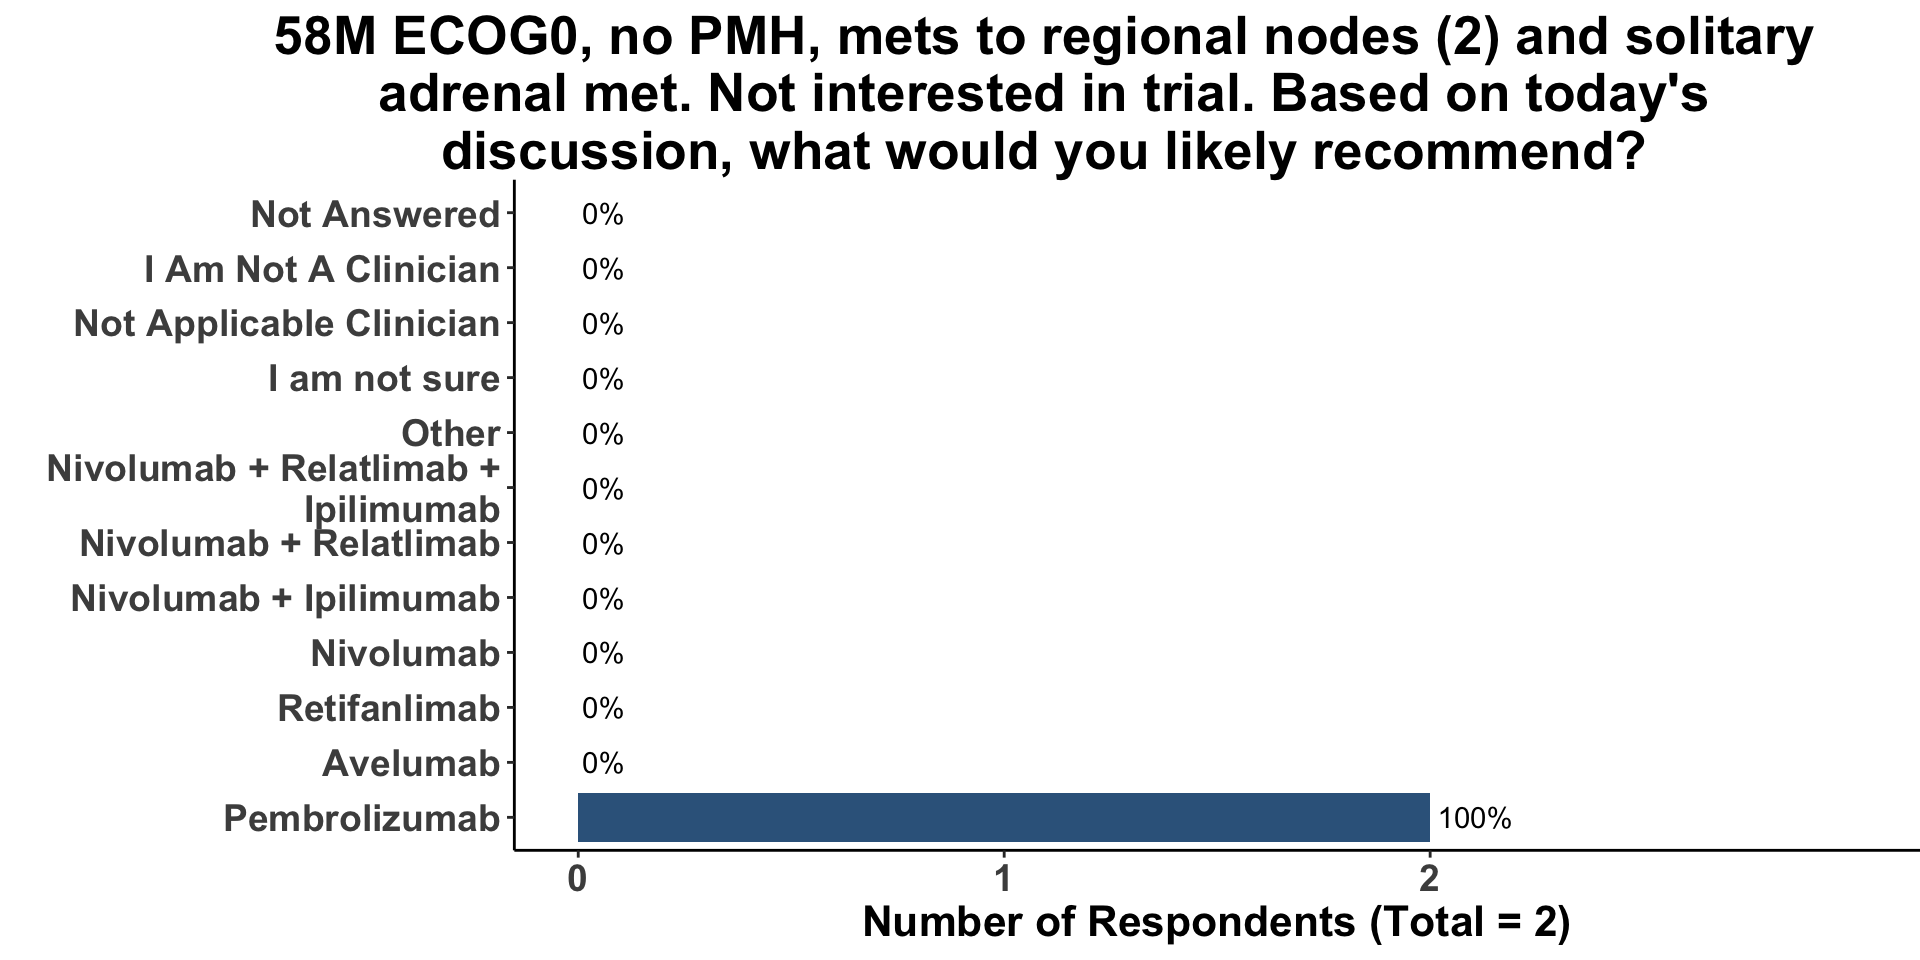 58M ECOG0, no PMH, mets to regional nodes (2) and solitary
adrenal met. Not interested in trial. Based on today's
discussion, what would you likely recommend?
Not Answered
0%
I Am Not A Clinician
0%
Not Applicable Clinician
0%
I am not sure
0%
Other
0%
Nivolumab + Relatlimab +
Ipilimumab
0%
Nivolumab + Relatlimab
0%
Nivolumab + Ipilimumab
0%
Nivolumab
0%
Retifanlimab
0%
Avelumab
0%
Pembrolizumab
100%
0
1
2
Number of Respondents (Total = 2)